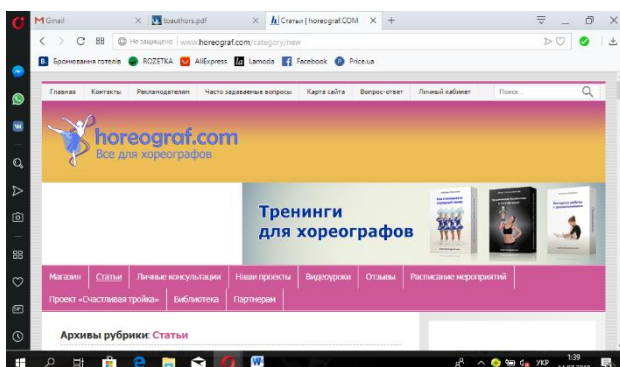 Gmail
toauthors.pdf
Статьи | horeograf.COM
Не защищено www.horeograf.com/category/new
Бронювання готелів ROZETKA AliExpress Lamoda Facebook Price.ua
Главная Контакты Рекламодателям Часто задаваемые вопросы Карта сайта Вопрос-ответ Личный кабинет Поиск...
horeograf.com
Все для хореографов
Тренинги
для хореографов
Магазин Статьи Личные консультации Наши проекты Видеоуроки Отзывы Расписание мероприятий
Проект «Счастливая тройка» Библиотека Партнерам
Архивы рубрики: Статьи
УКР 1:39